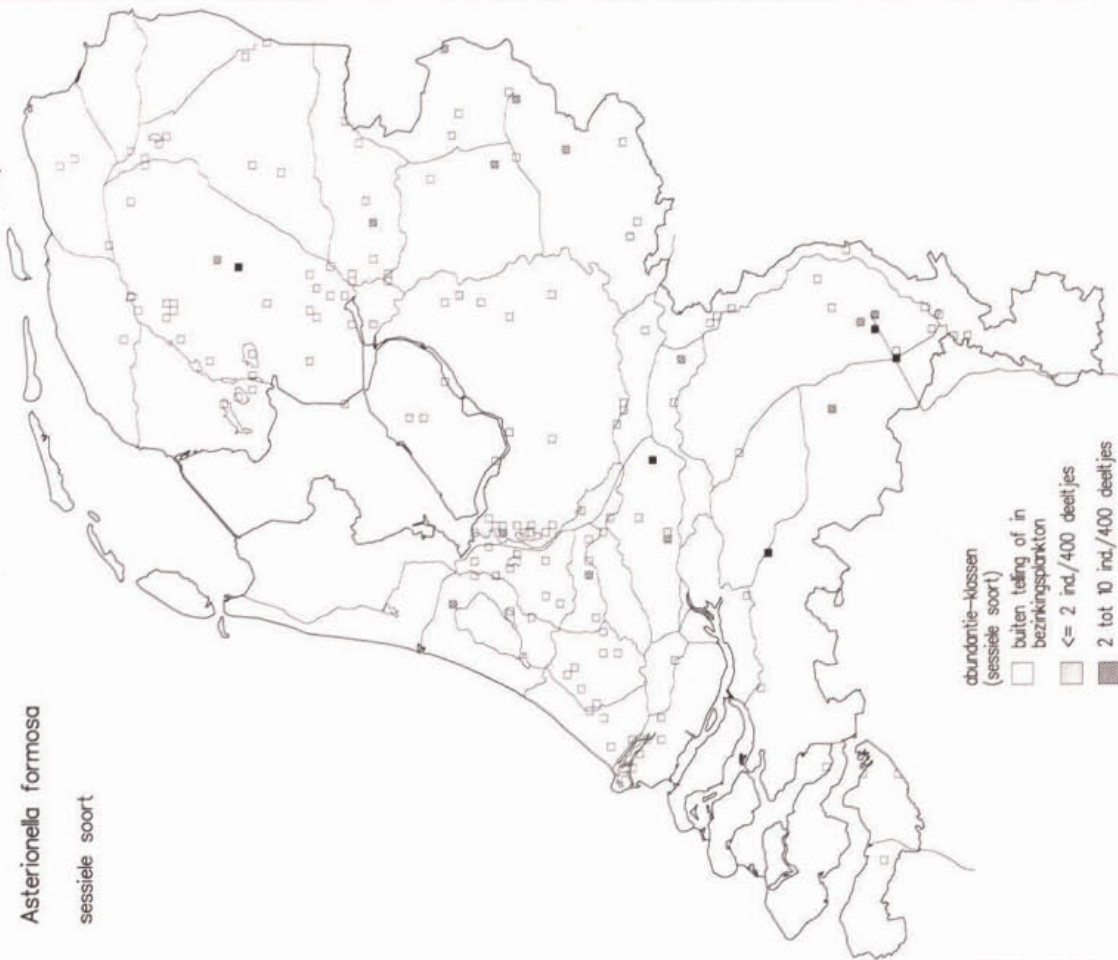 Asterionella formosa
sessiele soort
abundantie-klassen
(sessiele soort)
buiten telling of in
bezinkingsplankton
<= 2 ind./400 deeltjes
2 tot 10 ind./400 deeltjes